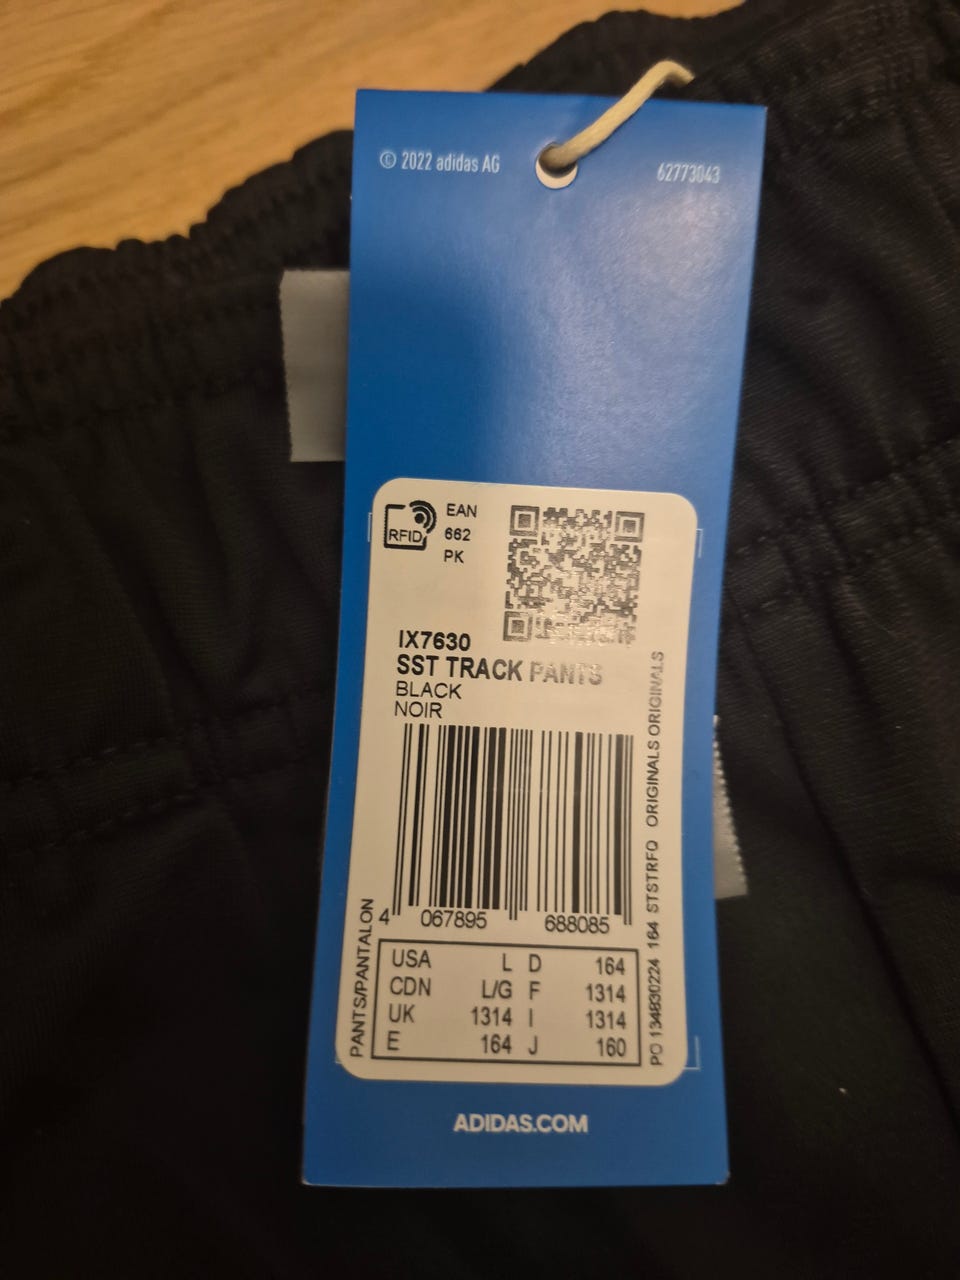 © 2022 adidas AG
62773043
RFID
EAN
662
PK
IX7630
SST TRACK PANTS
BLACK
NOIR
4 067895 688085
PANTS/PANTALON
PO 134830224 164 STSTRFO ORIGINALS ORIGINALS
USA L D 164
CDN L/G F 1314
UK 1314 I 1314
E 164 J 160
ADIDAS.COM